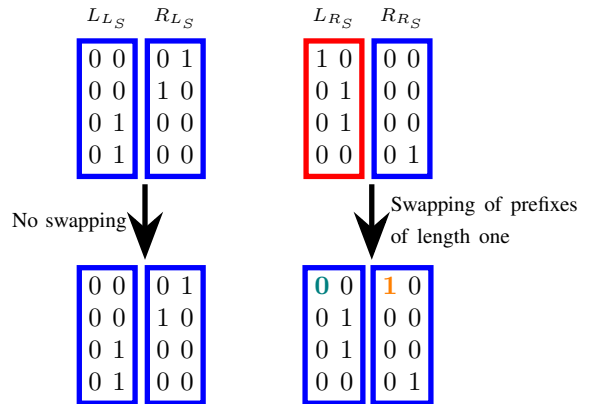 L_{L_S} R_{L_S} L_{R_S} R_{R_S}
0 0 0 1 1 0 0 0
0 0 1 0 0 1 0 0
0 1 0 0 0 1 0 0
0 1 0 0 0 0 0 1
No swapping
Swapping of prefixes
of length one
0 0 0 1 0 0 1 0
0 0 1 0 0 1 0 0
0 1 0 0 0 1 0 0
0 1 0 0 0 0 0 1